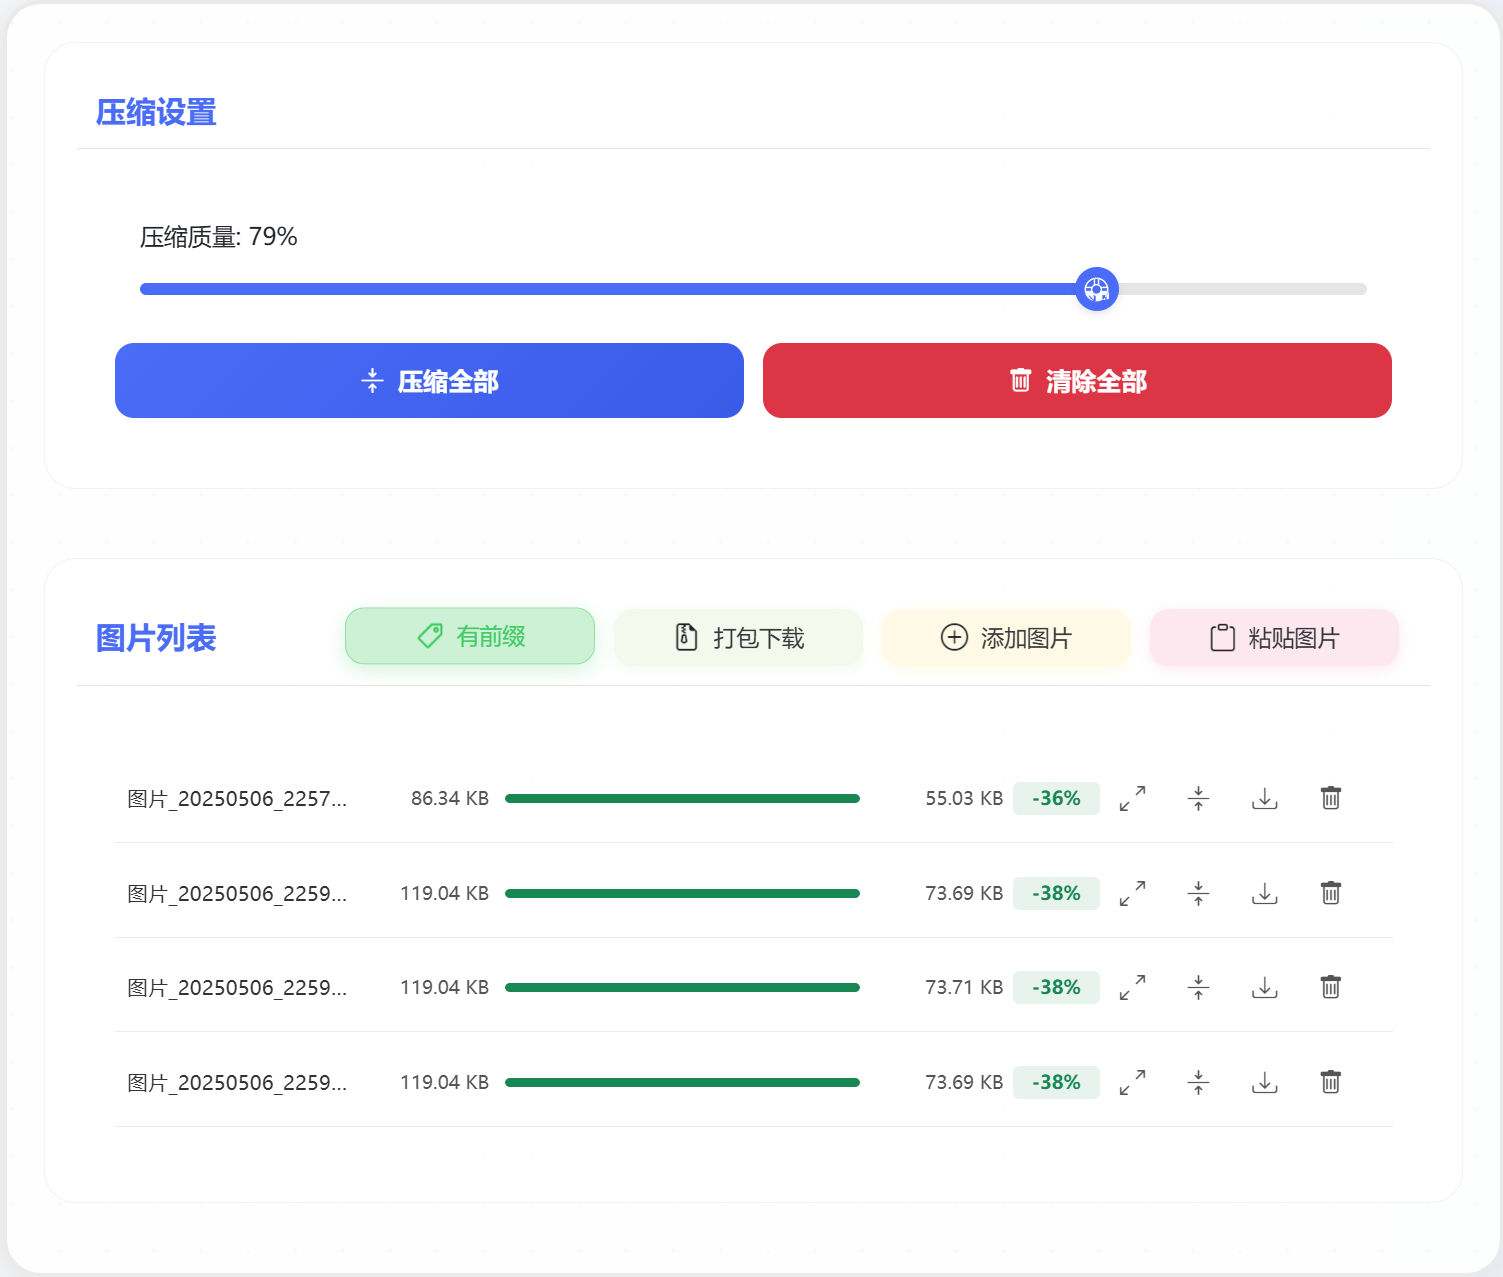 压缩设置
压缩质量: 79%
压缩全部 清除全部
图片列表 有前缀 打包下载 添加图片 粘贴图片
图片_20250506_2257... 86.34 KB 55.03 KB -36%
图片_20250506_2259... 119.04 KB 73.69 KB -38%
图片_20250506_2259... 119.04 KB 73.71 KB -38%
图片_20250506_2259... 119.04 KB 73.69 KB -38%